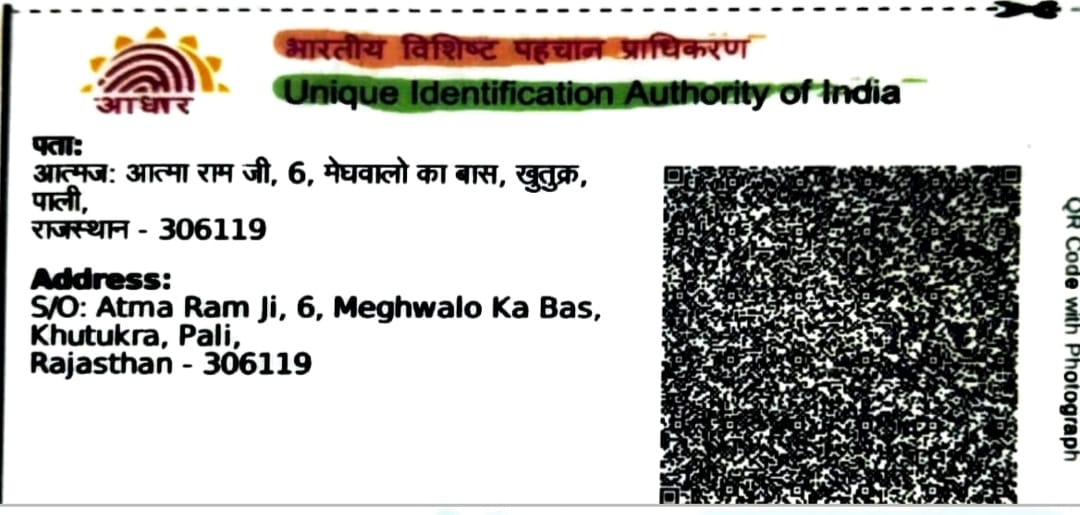 भारतीय विशिष्ट पहचान प्राधिकरण
Unique Identification Authority of India
आधार
पता:
आत्मज: आत्मा राम जी, 6, मेघवालो का बास, खुतुक्र,
पाली,
राजस्थान - 306119
Address:
S/O: Atma Ram Ji, 6, Meghwalo Ka Bas,
Khutukra, Pali,
Rajasthan - 306119
QR Code with Photograph